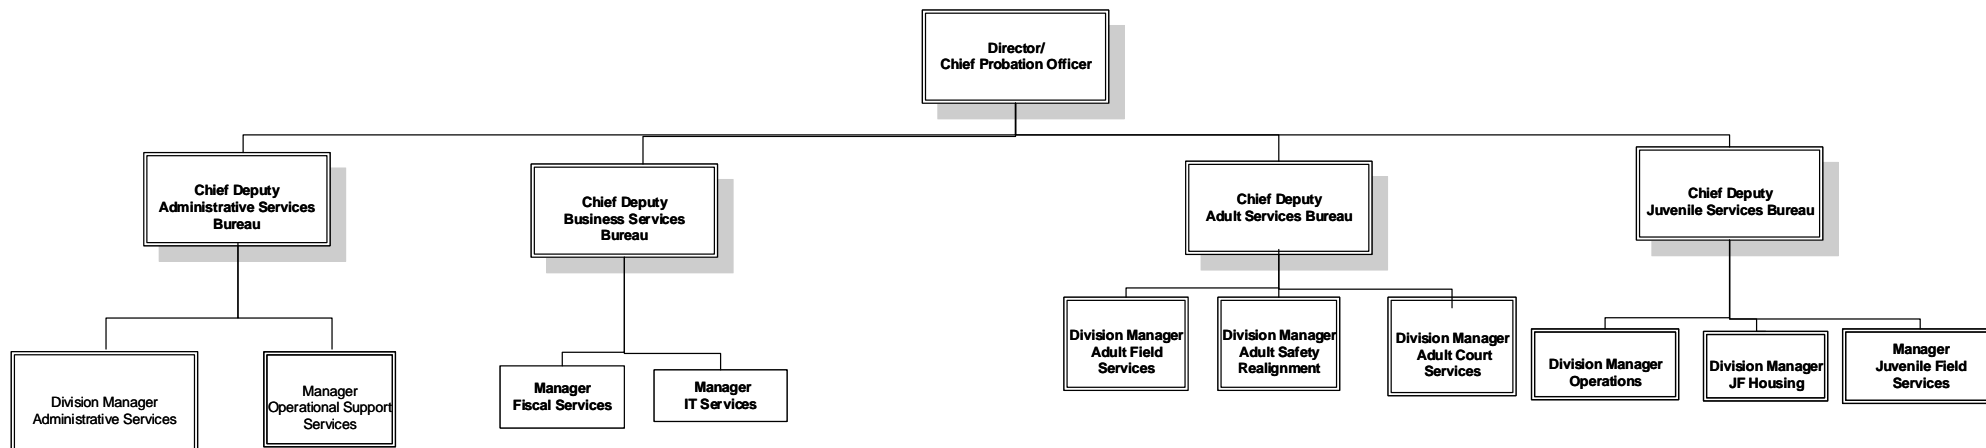 Director/
Chief Probation Officer
Chief Deputy
Administrative Services
Bureau
Chief Deputy
Business Services
Bureau
Chief Deputy
Adult Services Bureau
Chief Deputy
Juvenile Services Bureau
Division Manager
Administrative Services
Manager
Operational Support
Services
Manager
Fiscal Services
Manager
IT Services
Division Manager
Adult Field
Services
Division Manager
Adult Safety
Realignment
Division Manager
Adult Court
Services
Division Manager
Operations
Division Manager
JF Housing
Manager
Juvenile Field
Services